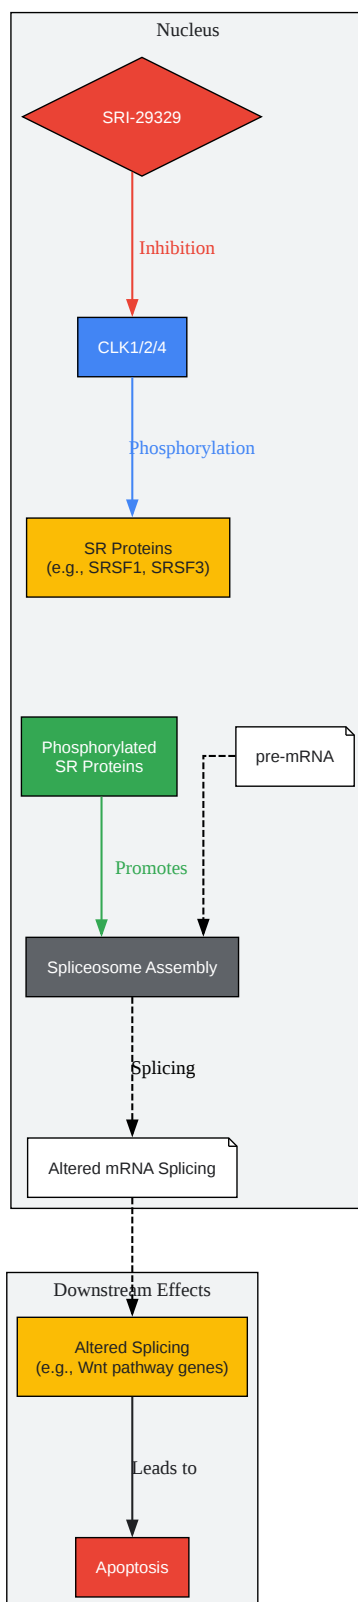 Nucleus
SRI-29329
Inhibition
CLK1/2/4
Phosphorylation
SR Proteins
(e.g., SRSF1, SRSF3)
Phosphorylated
SR Proteins
pre-mRNA
Promotes
Spliceosome Assembly
Splicing
Altered mRNA Splicing
Downstream Effects
Altered Splicing
(e.g., Wnt pathway genes)
Leads to
Apoptosis